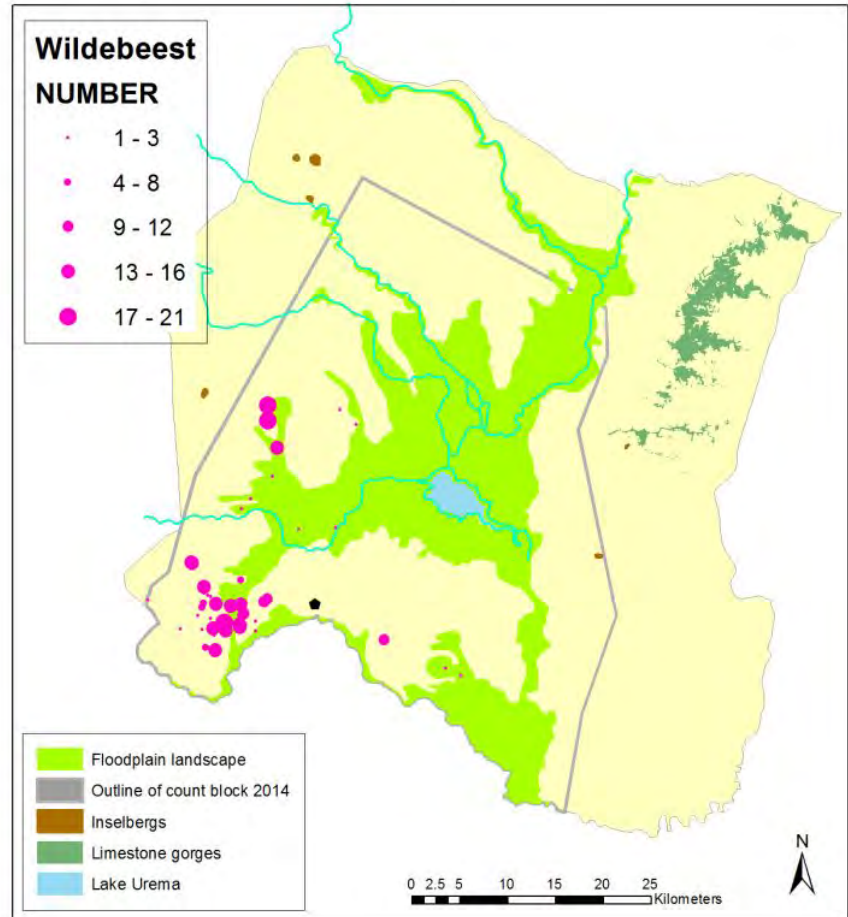 Wildebeest
NUMBER
1 - 3
4 - 8
9 - 12
13 - 16
17 - 21
Floodplain landscape
Outline of count block 2014
Inselbergs
Limestone gorges
Lake Urema
N
0 2.5 5 10 15 20 25
Kilometers